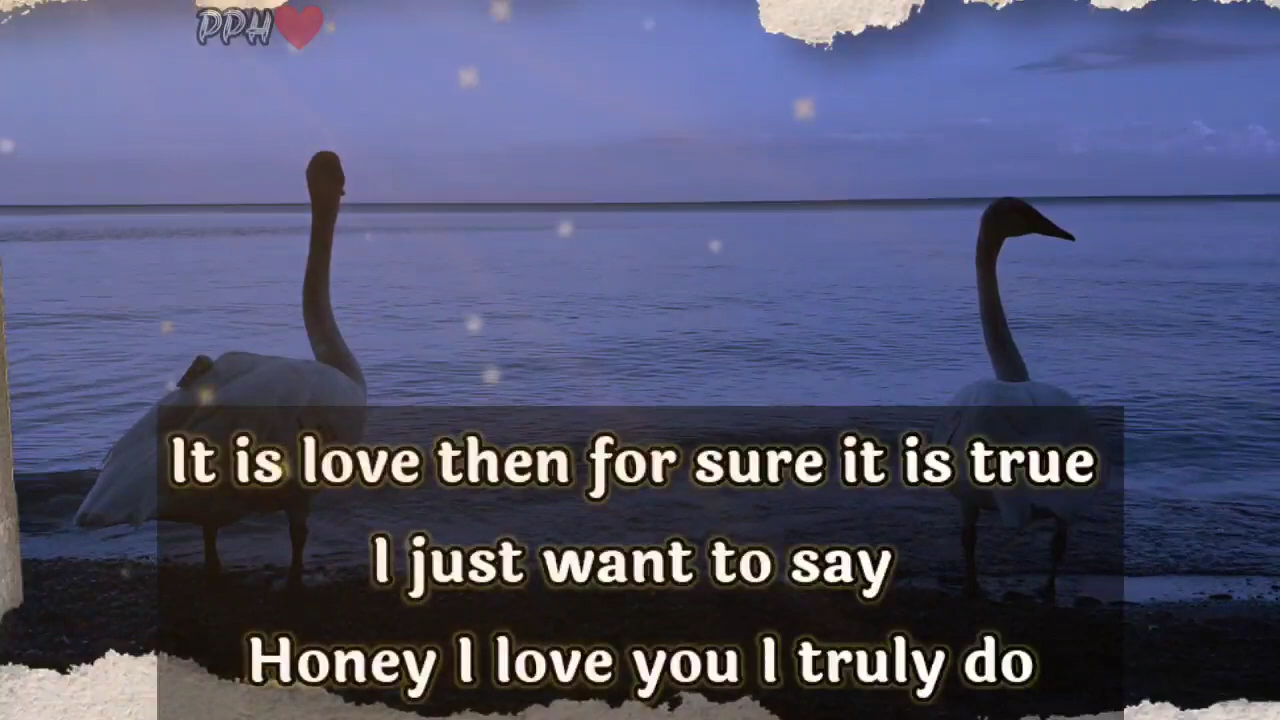 PPH❤️
It is love then for sure it is true
I just want to say
Honey I love you I truly do